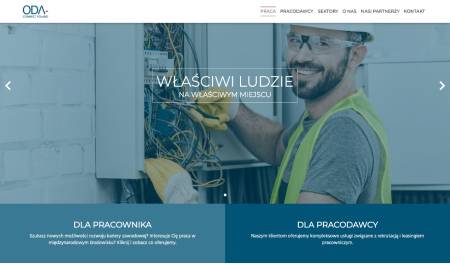 ODA
CONNECT POLAND
PRACA PRACODAWCY SEKTORY O NAS NASI PARTNERZY KONTAKT
WŁAŚCIWI LUDZIE
NA WŁAŚCIWYM MIEJSCU
DLA PRACOWNIKA
Szukasz nowych możliwości rozwoju kariery zawodowej? Interesuje Cię praca w
międzynarodowym środowisku? Kliknij i zobacz co oferujemy.
DLA PRACODAWCY
Naszym klientom oferujemy kompleksowe usługi związane z rekrutacją i leasingiem
pracowniczym.